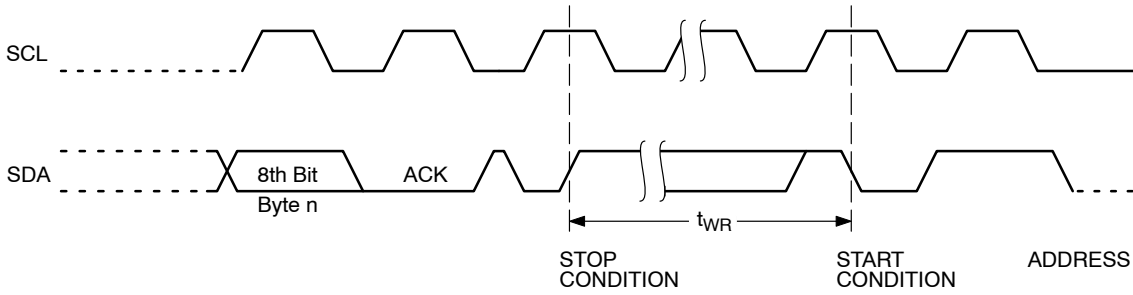 SCL
SDA
8th Bit
Byte n
ACK
tWR
STOP
CONDITION
START
CONDITION
ADDRESS